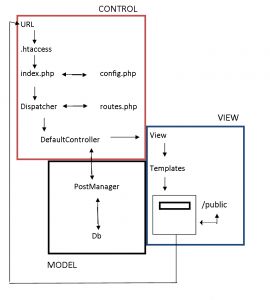 CONTROL
URL
.htaccess
index.php
config.php
Dispatcher
routes.php
VIEW
DefaultController
View
Templates
PostManager
/public
Db
MODEL